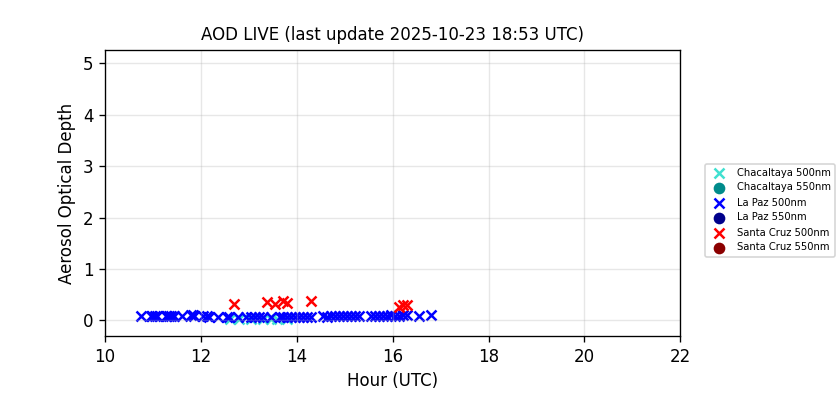 AOD LIVE (last update 2025-10-23 18:53 UTC)
Aerosol Optical Depth
5
4
3
2
1
0
10 12 14 16 18 20 22
Hour (UTC)
Chacaltaya 500nm
Chacaltaya 550nm
La Paz 500nm
La Paz 550nm
Santa Cruz 500nm
Santa Cruz 550nm